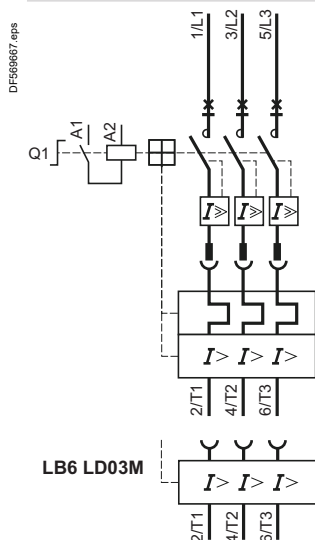 DF569667.eps
1/L1 3/L2 5/L3
A1 A2
Q1
I> I> I>
I> I> I>
2/T1 4/T2 6/T3
LB6 LD03M
I> I> I>
2/T1 4/T2 6/T3